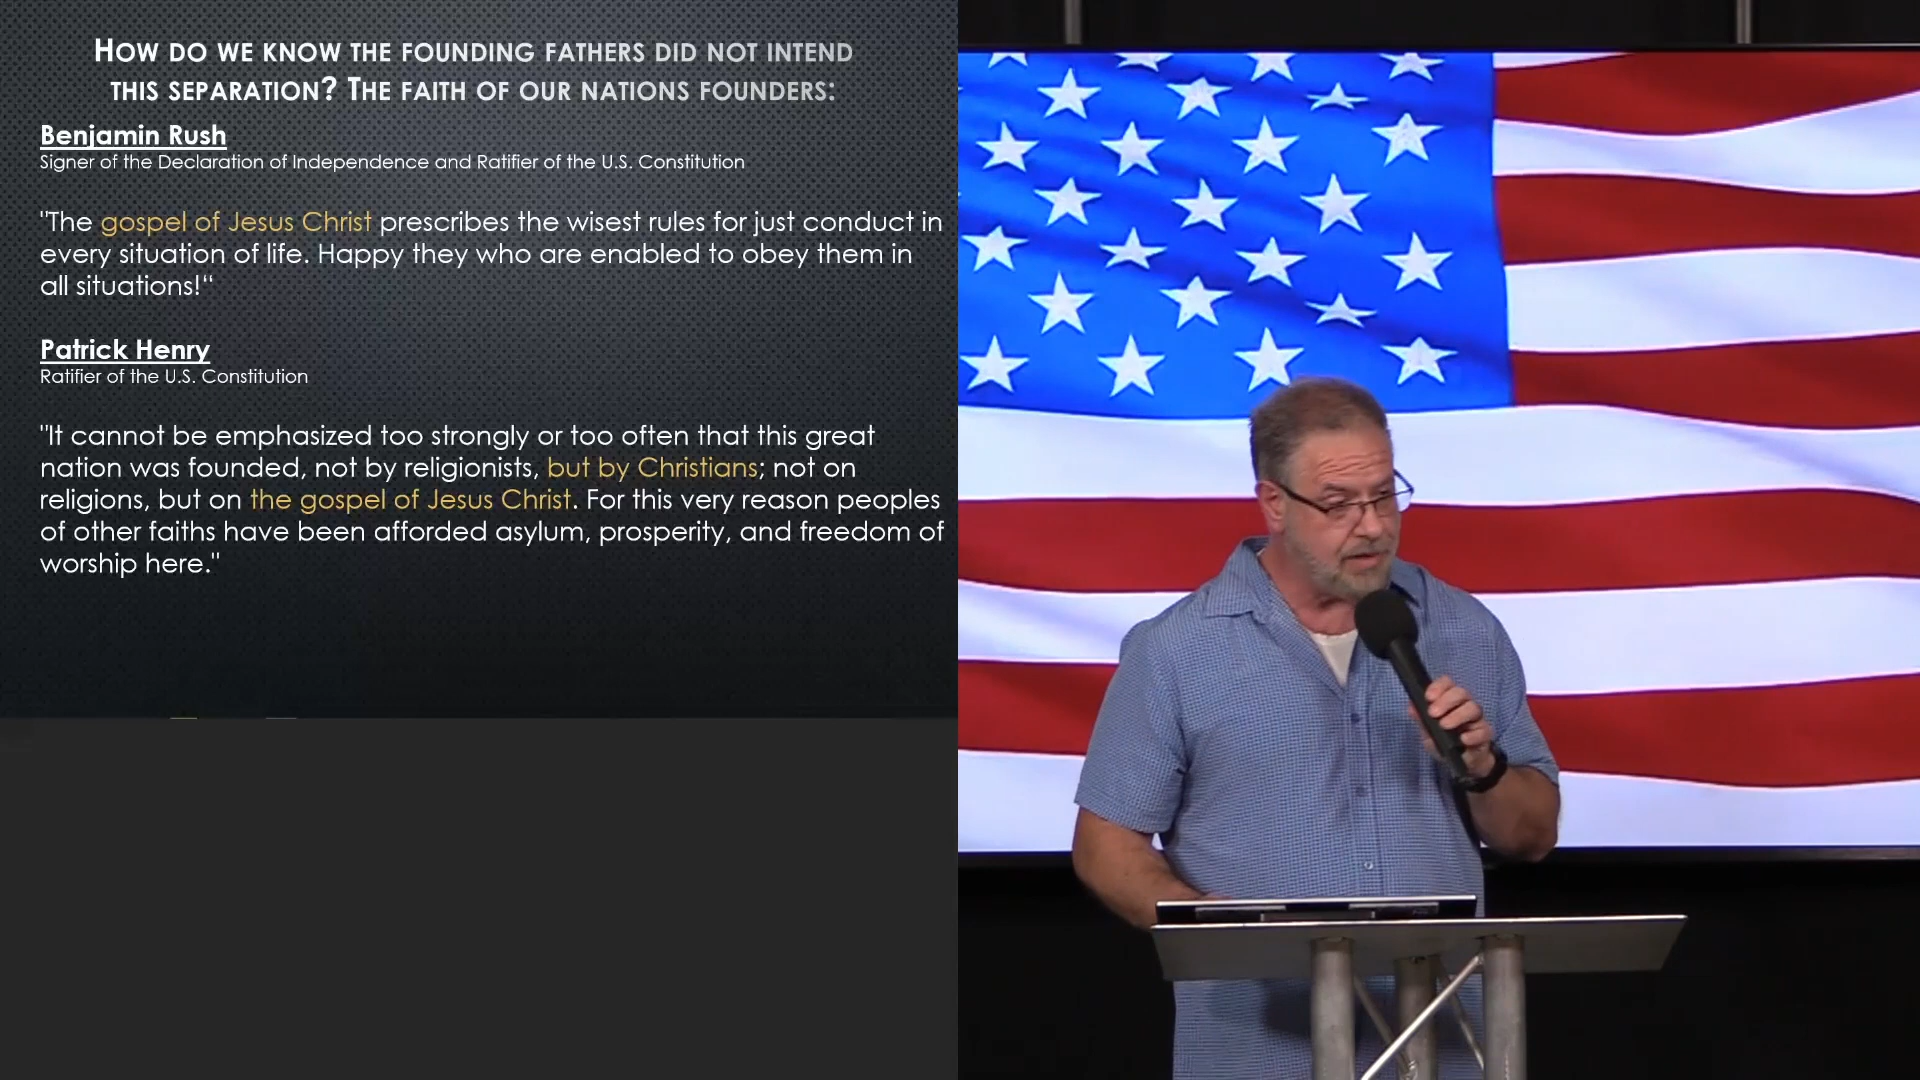 HOW DO WE KNOW THE FOUNDING FATHERS DID NOT INTEND
THIS SEPARATION? THE FAITH OF OUR NATIONS FOUNDERS:
Benjamin Rush
Signer of the Declaration of Independence and Ratifier of the U.S. Constitution
"The gospel of Jesus Christ prescribes the wisest rules for just conduct in
every situation of life. Happy they who are enabled to obey them in
all situations!“
Patrick Henry
Ratifier of the U.S. Constitution
"It cannot be emphasized too strongly or too often that this great
nation was founded, not by religionists, but by Christians; not on
religions, but on the gospel of Jesus Christ. For this very reason peoples
of other faiths have been afforded asylum, prosperity, and freedom of
worship here."